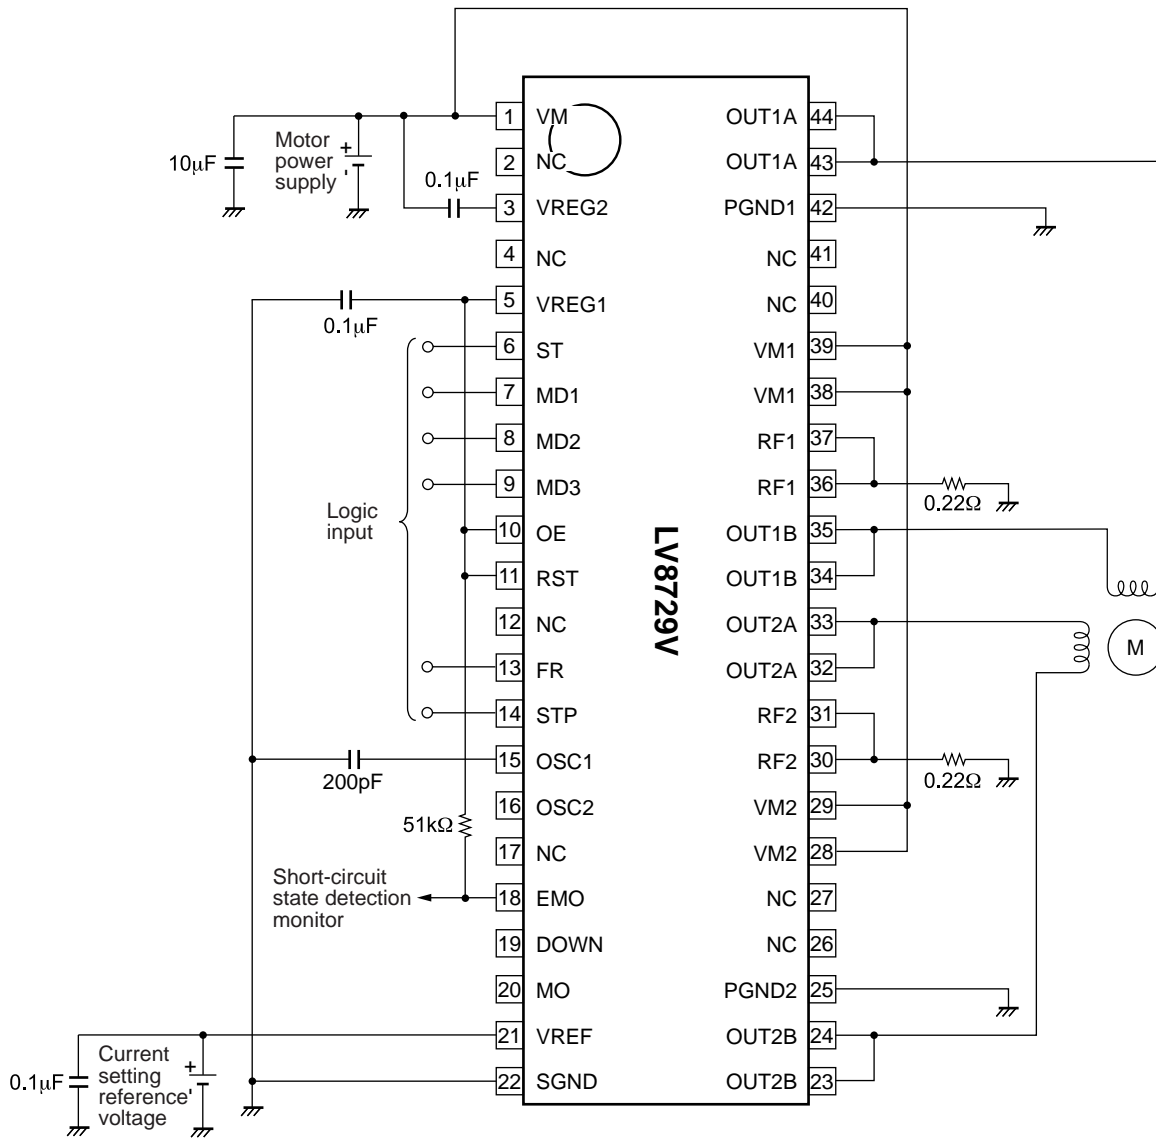 1 VM
2 NC
3 VREG2
4 NC
5 VREG1
6 ST
7 MD1
8 MD2
9 MD3
10 OE
11 RST
12 NC
13 FR
14 STP
15 OSC1
16 OSC2
17 NC
18 EMO
19 DOWN
20 MO
21 VREF
22 SGND
OUT1A 44
OUT1A 43
PGND1 42
NC 41
NC 40
VM1 39
VM1 38
RF1 37
RF1 36
OUT1B 35
OUT1B 34
OUT2A 33
OUT2A 32
RF2 31
RF2 30
VM2 29
VM2 28
NC 27
NC 26
PGND2 25
OUT2B 24
OUT2B 23
LV8729V
10μF
Motor
power
supply
+
-
0.1μF
0.1μF
Logic
input
200pF
51kΩ
Short-circuit
state detection
monitor
0.1μF
Current
setting
reference
voltage
+
-
0.22Ω
0.22Ω
M